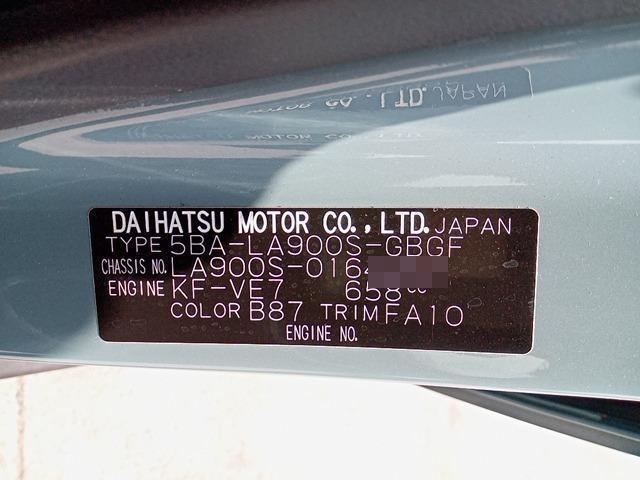 DAIHATSU MOTOR CO., LTD. JAPAN
TYPE 5BA-LA900S-GBGF
CHASSIS NO. LA900S-0164
ENGINE KF-VE7 658cc
COLOR B87 TRIM FA10
ENGINE NO.